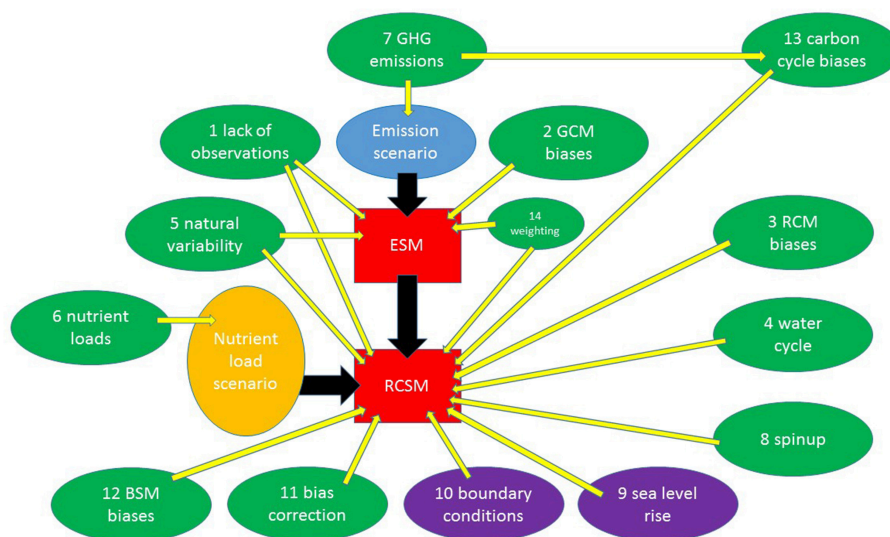 7 GHG
emissions
13 carbon
cycle biases
1 lack of
observations
Emission
scenario
2 GCM
biases
5 natural
variability
ESM
14
weighting
3 RCM
biases
6 nutrient
loads
Nutrient
load
scenario
RCSM
4 water
cycle
8 spinup
12 BSM
biases
11 bias
correction
10 boundary
conditions
9 sea level
rise